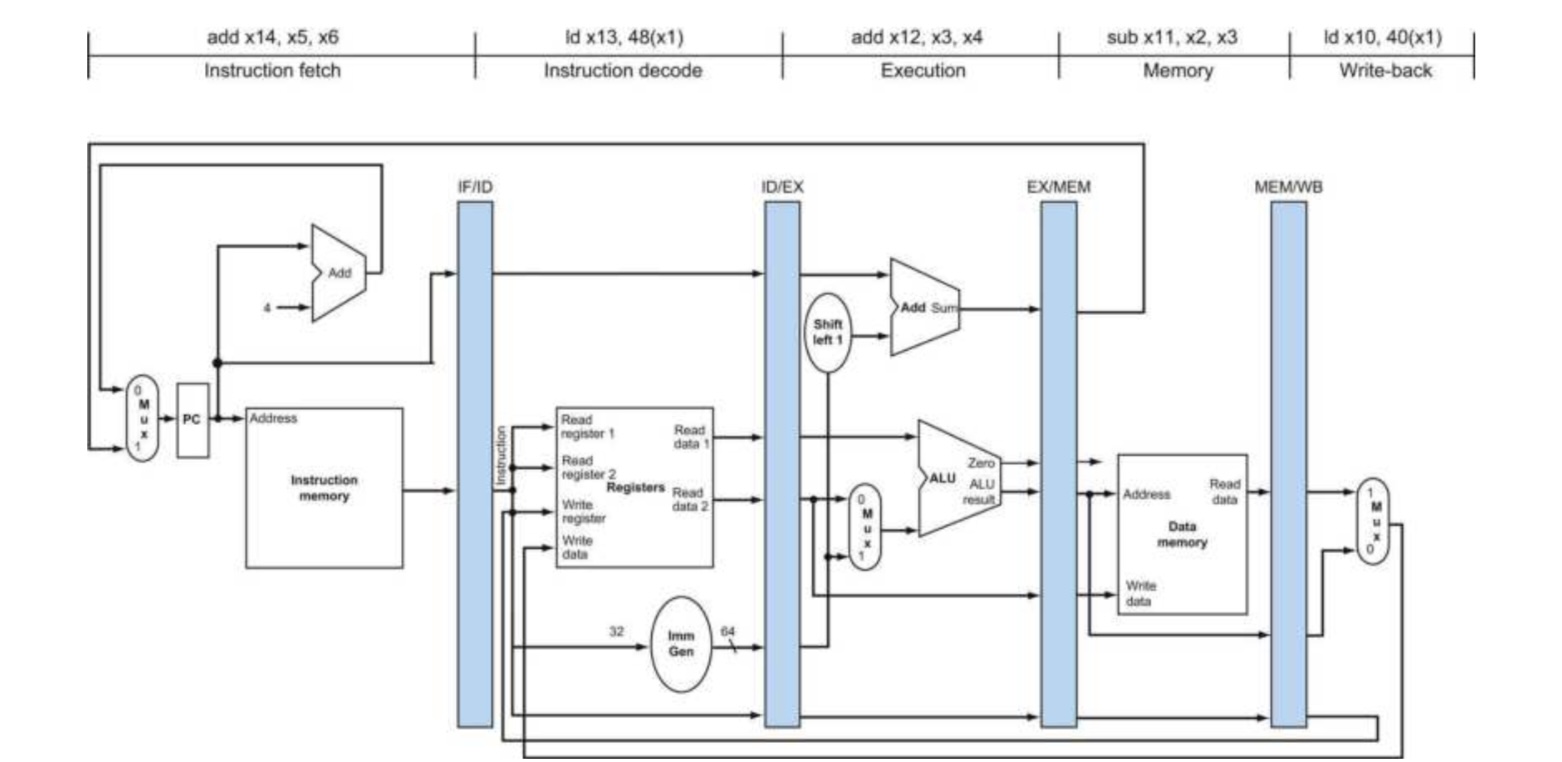 add x14, x5, x6
ld x13, 48(x1)
add x12, x3, x4
sub x11, x2, x3
ld x10, 40(x1)
Instruction fetch
Instruction decode
Execution
Memory
Write-back
IF/ID
ID/EX
EX/MEM
MEM/WB
Add
4
Add Sum
Shift
left 1
0
M
u
x
1
PC
Address
Instruction
memory
Instruction
Read
register 1
Read
register 2
Write
register
Write
data
Registers
Read
data 1
Read
data 2
0
M
u
x
1
ALU
Zero
ALU
result
Address
Read
data
Data
memory
Write
data
1
M
u
x
0
32
Imm
Gen
64